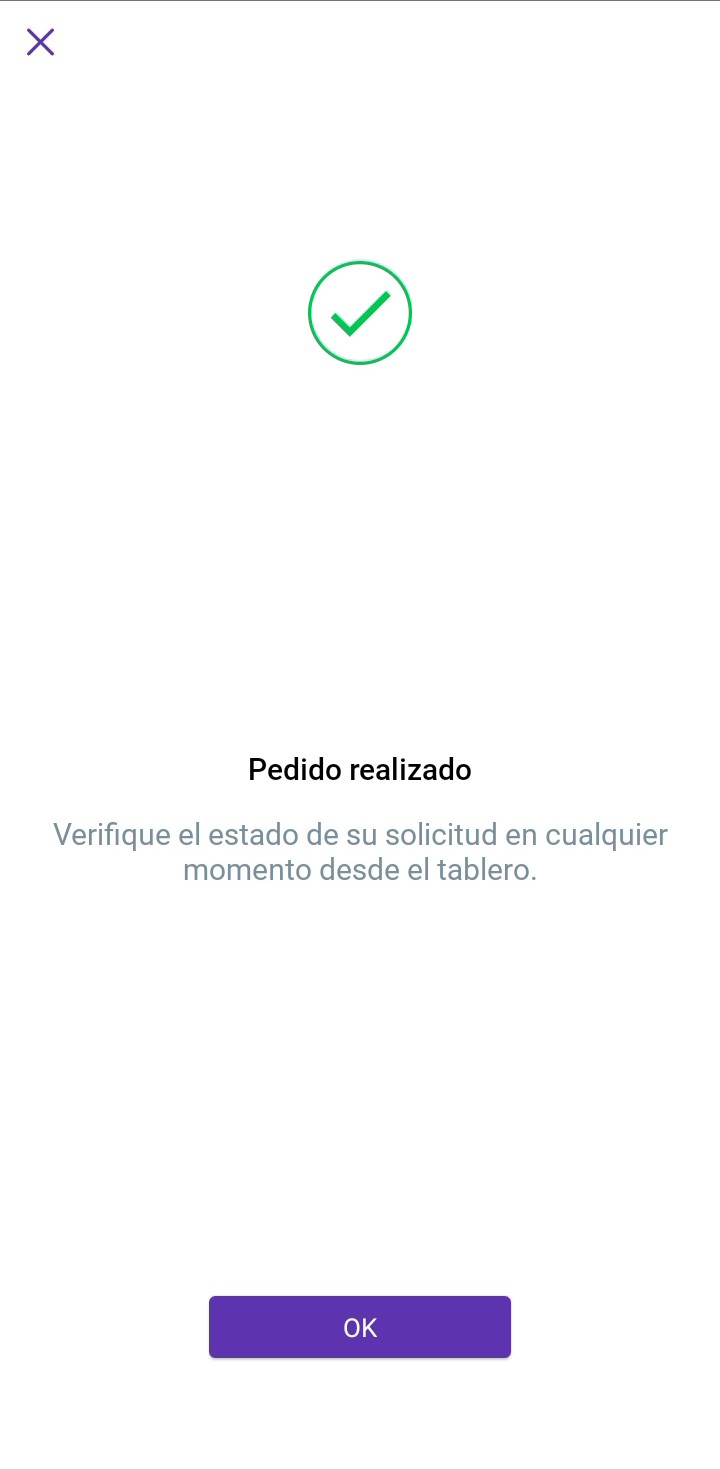 Pedido realizado
Verifique el estado de su solicitud en cualquier
momento desde el tablero.
OK